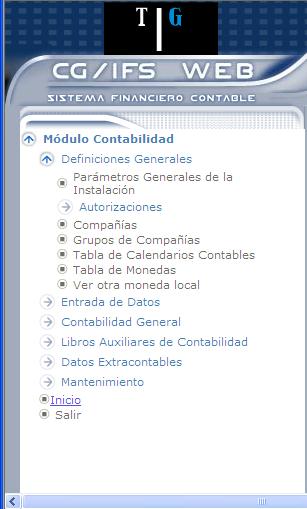 T G
CG/IFS WEB
SISTEMA FINANCIERO CONTABLE
Módulo Contabilidad
Definiciones Generales
Parámetros Generales de la
Instalación
Autorizaciones
Compañías
Grupos de Compañías
Tabla de Calendarios Contables
Tabla de Monedas
Ver otra moneda local
Entrada de Datos
Contabilidad General
Libros Auxiliares de Contabilidad
Datos Extracontables
Mantenimiento
Inicio
Salir